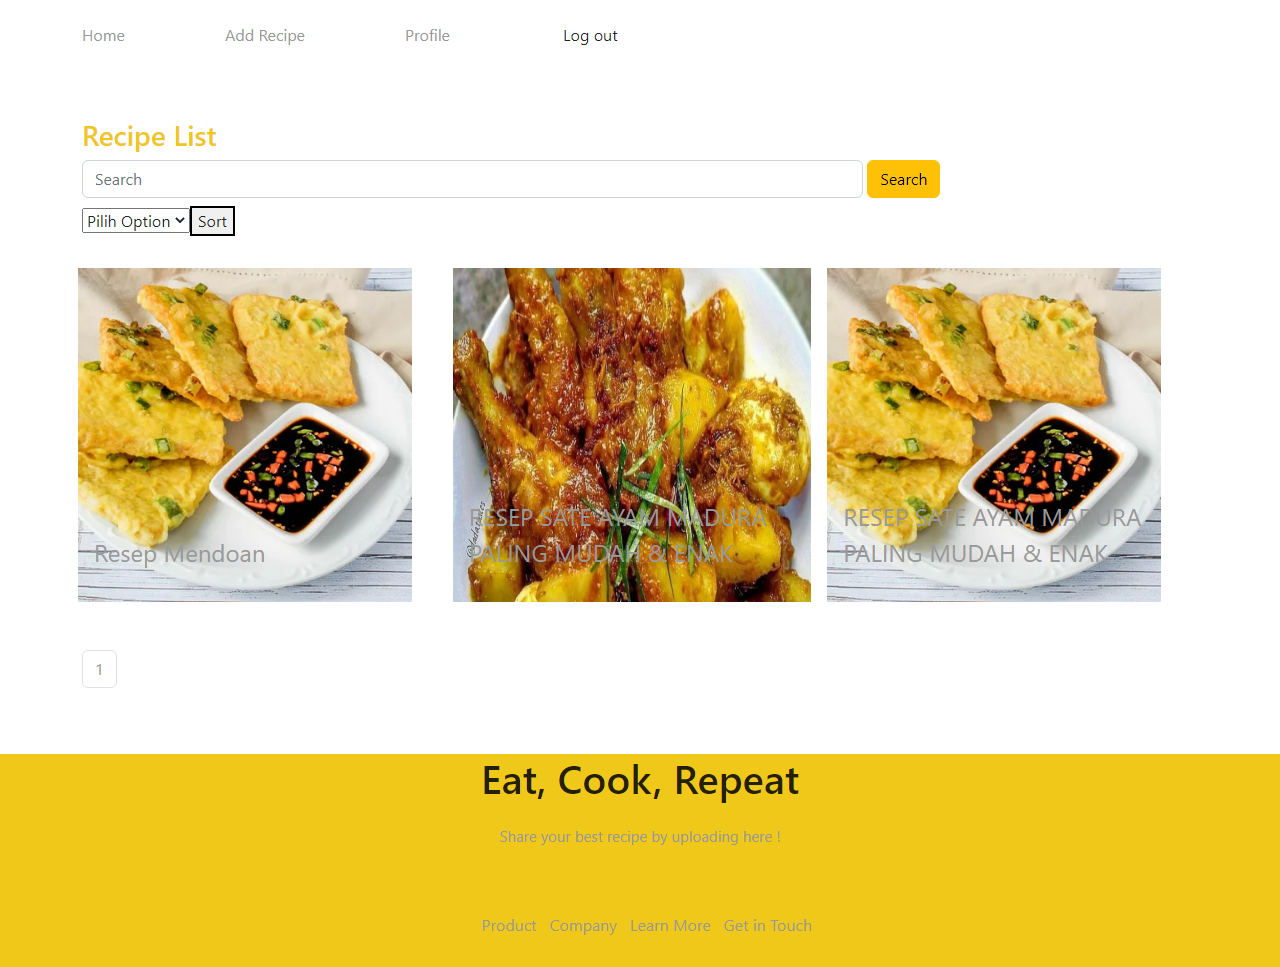 Home Add Recipe Profile Log out
Recipe List
Search Search
Pilih Option Sort
Resep Mendoan
RESEP SATE AYAM MADURA
PALING MUDAH & ENAK
RESEP SATE AYAM MADURA
PALING MUDAH & ENAK
1
Eat, Cook, Repeat
Share your best recipe by uploading here !
Product Company Learn More Get in Touch